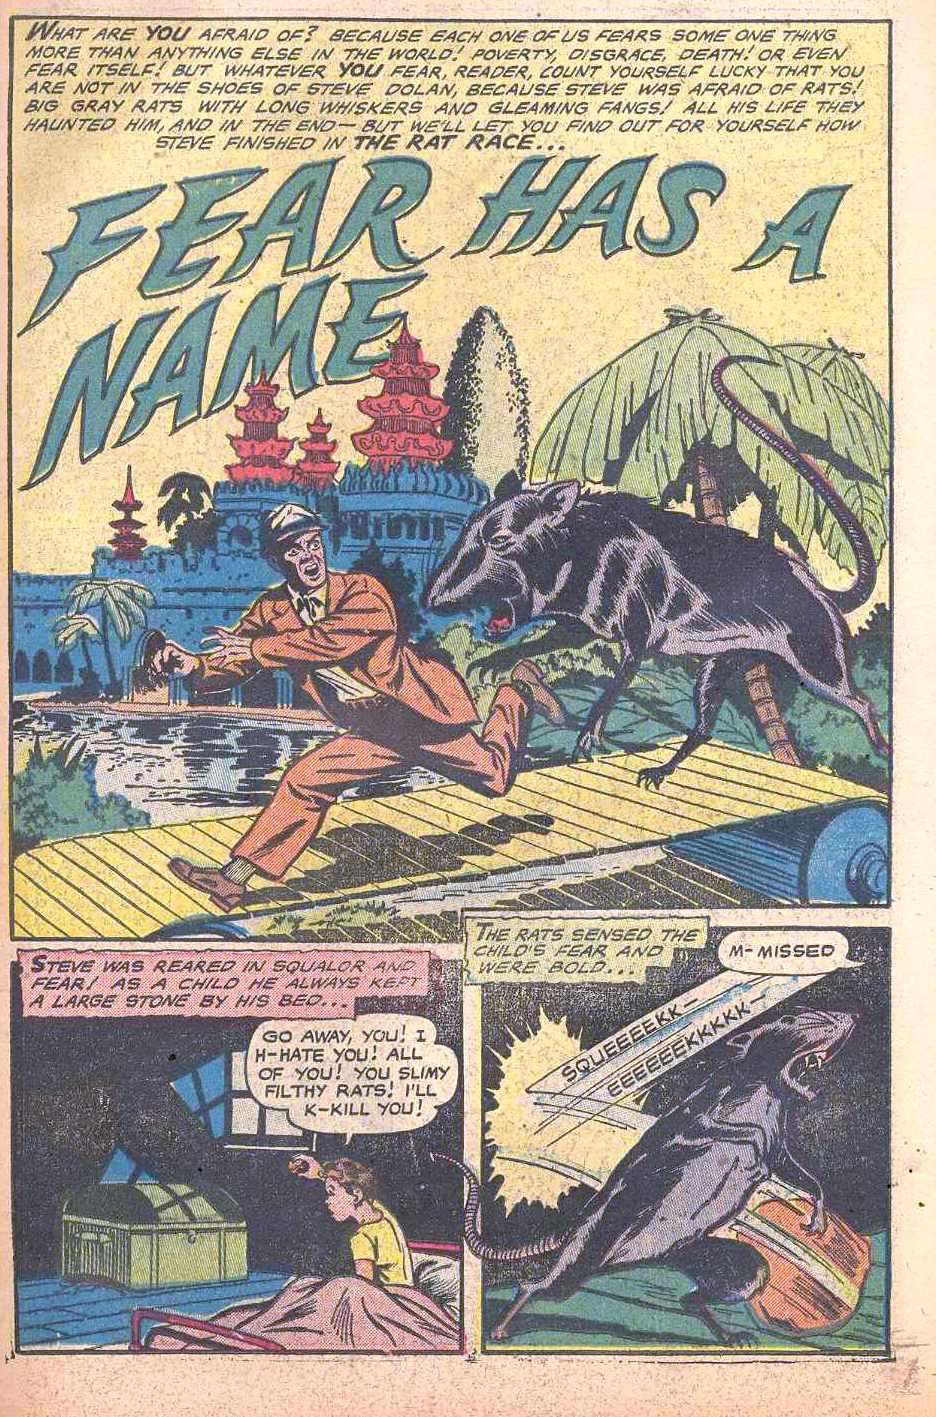 WHAT ARE YOU AFRAID OF? BECAUSE EACH ONE OF US FEARS SOME ONE THING
MORE THAN ANYTHING ELSE IN THE WORLD! POVERTY, DISGRACE, DEATH! OR EVEN
FEAR ITSELF! BUT WHATEVER YOU FEAR, READER, COUNT YOURSELF LUCKY THAT YOU
ARE NOT IN THE SHOES OF STEVE DOLAN, BECAUSE STEVE WAS AFRAID OF RATS!
BIG GRAY RATS WITH LONG WHISKERS AND GLEAMING FANGS! ALL HIS LIFE THEY
HAUNTED HIM, AND IN THE END— BUT WE'LL LET YOU FIND OUT FOR YOURSELF HOW
STEVE FINISHED IN THE RAT RACE...
FEAR HAS A
NAME
STEVE WAS REARED IN SQUALOR AND
FEAR! AS A CHILD HE ALWAYS KEPT
A LARGE STONE BY HIS BED...
GO AWAY, YOU! I
H-HATE YOU! ALL
OF YOU! YOU SLIMY
FILTHY RATS! I'LL
K-KILL YOU!
THE RATS SENSED THE
CHILD'S FEAR AND
WERE BOLD...
M-MISSED
SQUEEEEKK—
EEEEEEKKKKK—